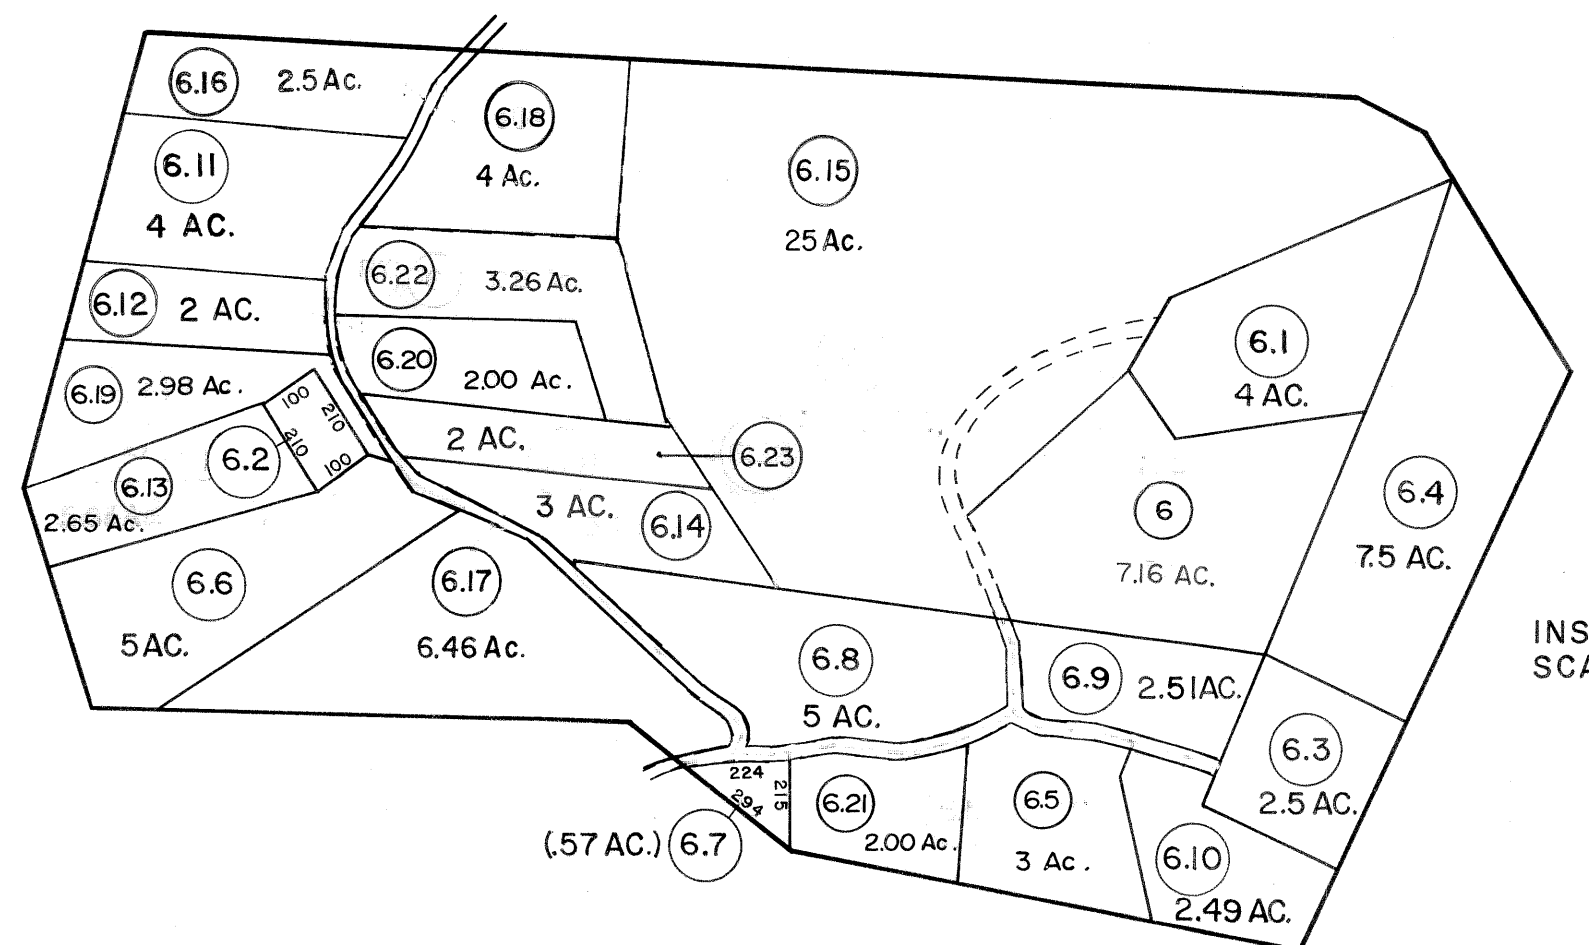 6.16 2.5 Ac.
6.18
4 Ac.
6.11
4 AC.
6.15
25 Ac.
6.22 3.26 Ac.
6.12 2 AC.
6.1
4 AC.
6.20 2.00 Ac.
6.19 2.98 Ac.
100
210
210
100
6.2
2 AC.
6.23
6.13
2.65 Ac.
3 AC.
6.14
6
7.16 AC.
6.4
7.5 AC.
6.6
5 AC.
6.17
6.46 Ac.
INS
SCA
6.8
5 AC.
6.9 2.51 AC.
6.3
2.5 AC.
224
294
215
(.57 AC.) 6.7
6.21
2.00 Ac.
6.5
3 Ac.
6.10
2.49 AC.